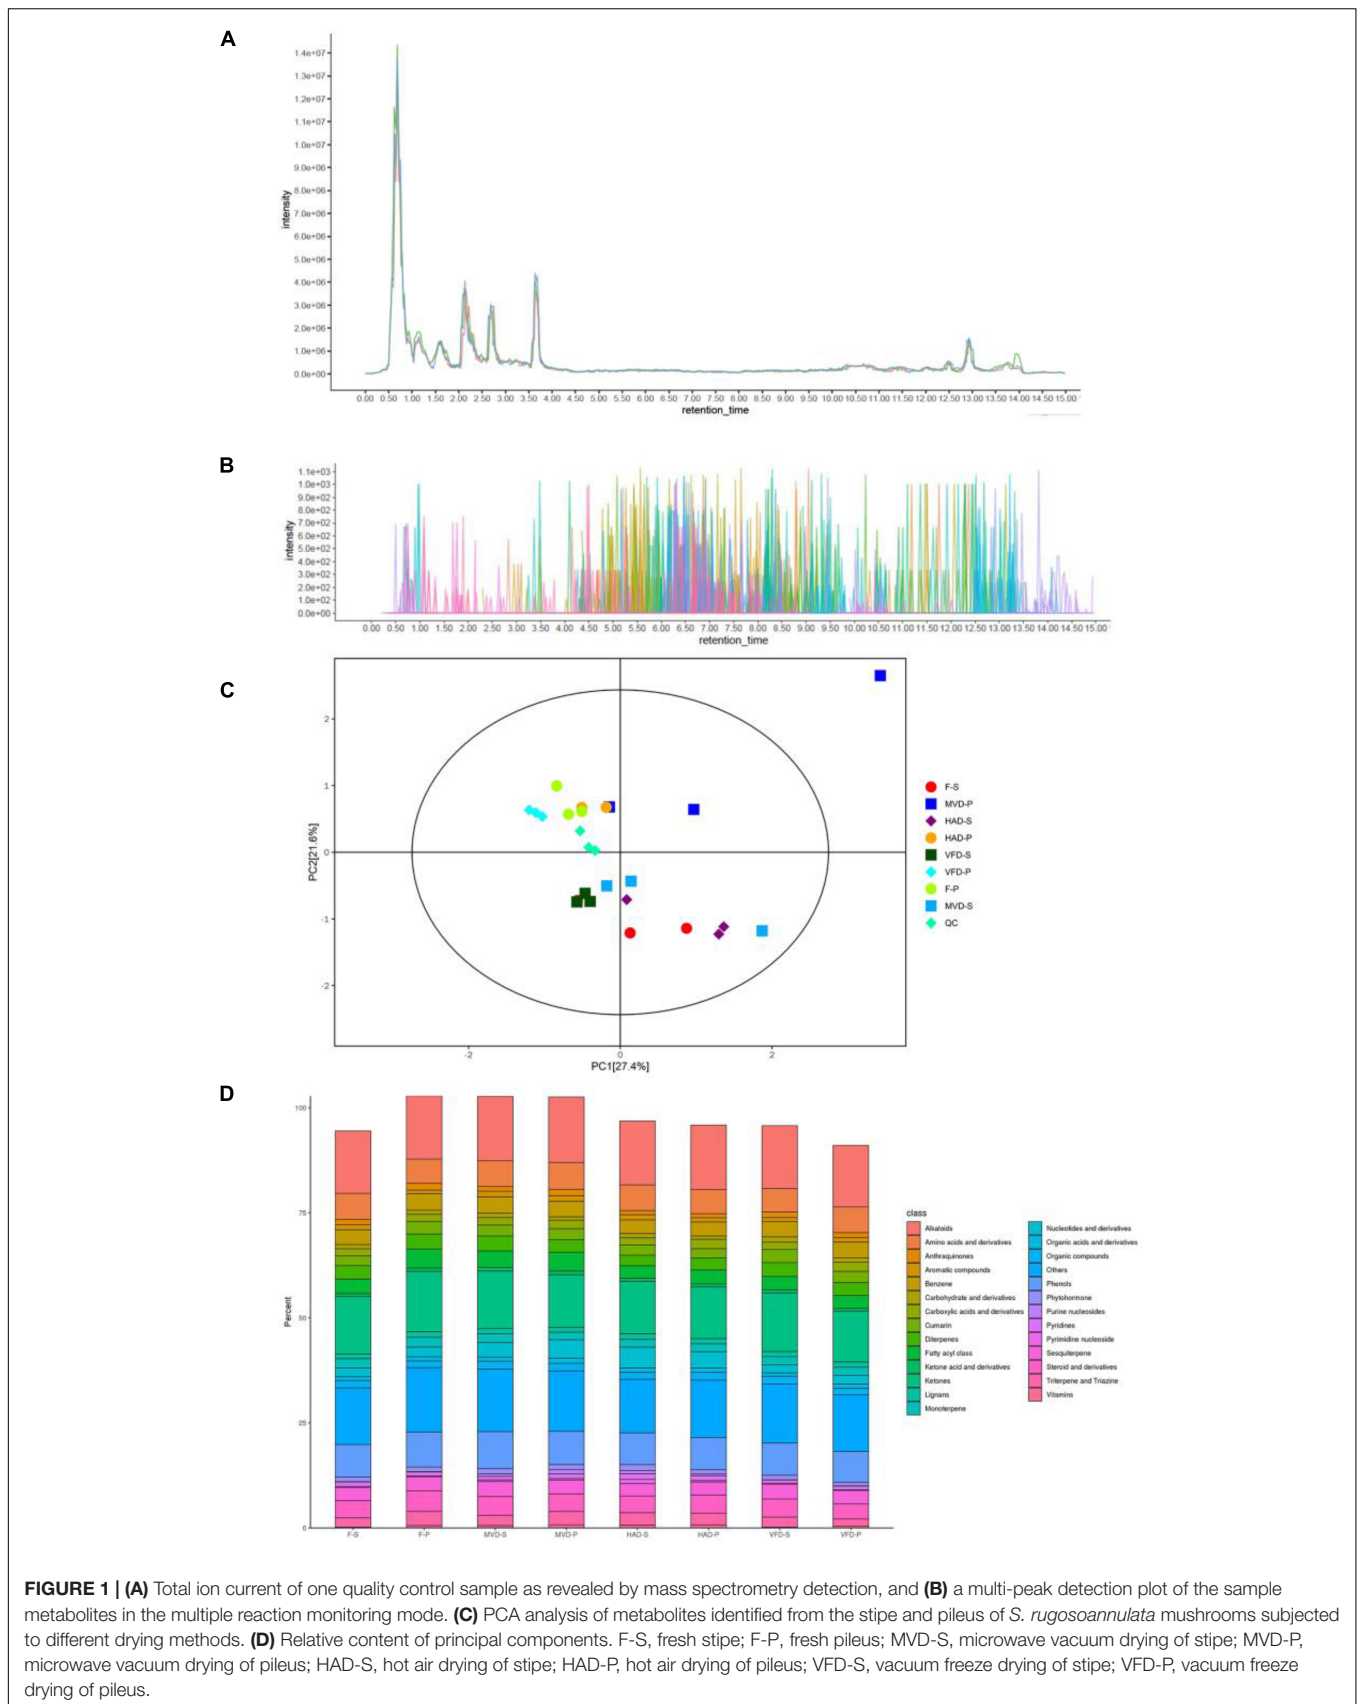 A
1.4e+07
1.3e+07
1.2e+07
1.1e+07
1.0e+07
9.0e+06
8.0e+06
7.0e+06
6.0e+06
5.0e+06
4.0e+06
3.0e+06
2.0e+06
1.0e+06
0.0e+00
intensity
0.00 0.50 1.00 1.50 2.00 2.50 3.00 3.50 4.00 4.50 5.00 5.50 6.00 6.50 7.00 7.50 8.00 8.50 9.00 9.50 10.00 10.50 11.00 11.50 12.00 12.50 13.00 13.50 14.00 14.50 15.00
retention_time
B
1.1e+03
1.0e+03
9.0e+02
8.0e+02
7.0e+02
6.0e+02
5.0e+02
4.0e+02
3.0e+02
2.0e+02
1.0e+02
0.0e+00
intensity
0.00 0.50 1.00 1.50 2.00 2.50 3.00 3.50 4.00 4.50 5.00 5.50 6.00 6.50 7.00 7.50 8.00 8.50 9.00 9.50 10.00 10.50 11.00 11.50 12.00 12.50 13.00 13.50 14.00 14.50 15.00
retention_time
C
2
1
0
-1
-2
PC2[21.6%]
-2 0 2
PC1[27.4%]
F-S
MVD-P
HAD-S
HAD-P
VFD-S
VFD-P
F-P
MVD-S
QC
D
100
75
50
25
0
Percent
F-S F-P MVD-S MVD-P HAD-S HAD-P VFD-S VFD-P
class
Alkaloids
Amino acids and derivatives
Anthraquinones
Aromatic compounds
Benzene
Carbohydrate and derivatives
Carboxylic acids and derivatives
Cumarin
Diterpenes
Fatty acyl class
Ketone acid and derivatives
Ketones
Lignans
Monoterpene
Nucleotides and derivatives
Organic acids and derivatives
Organic compounds
Others
Phenols
Phytohormone
Purine nucleosides
Pyridines
Pyrimidine nucleoside
Sesquiterpene
Steroid and derivatives
Triterpene and Triazine
Vitamins
FIGURE 1 | (A) Total ion current of one quality control sample as revealed by mass spectrometry detection, and (B) a multi-peak detection plot of the sample
metabolites in the multiple reaction monitoring mode. (C) PCA analysis of metabolites identified from the stipe and pileus of S. rugosoannulata mushrooms subjected
to different drying methods. (D) Relative content of principal components. F-S, fresh stipe; F-P, fresh pileus; MVD-S, microwave vacuum drying of stipe; MVD-P,
microwave vacuum drying of pileus; HAD-S, hot air drying of stipe; HAD-P, hot air drying of pileus; VFD-S, vacuum freeze drying of stipe; VFD-P, vacuum freeze
drying of pileus.